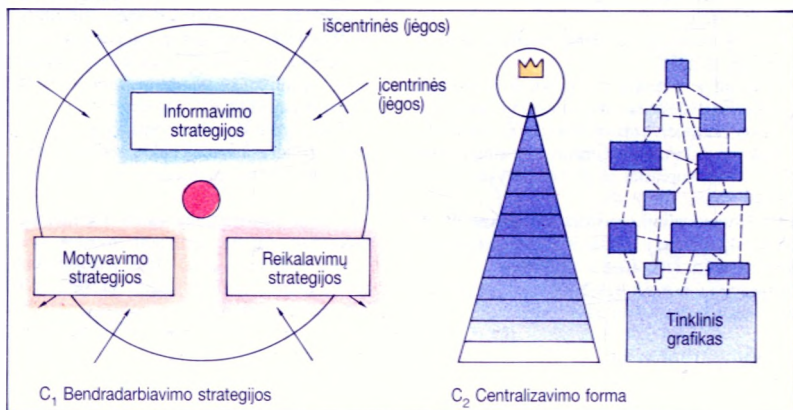 išcentrinės (jėgos)
įcentrinės
(jėgos)
Informavimo
strategijos
Motyvavimo
strategijos
Reikalavimų
strategijos
C₁ Bendradarbiavimo strategijos
Tinklinis
grafikas
C₂ Centralizavimo forma